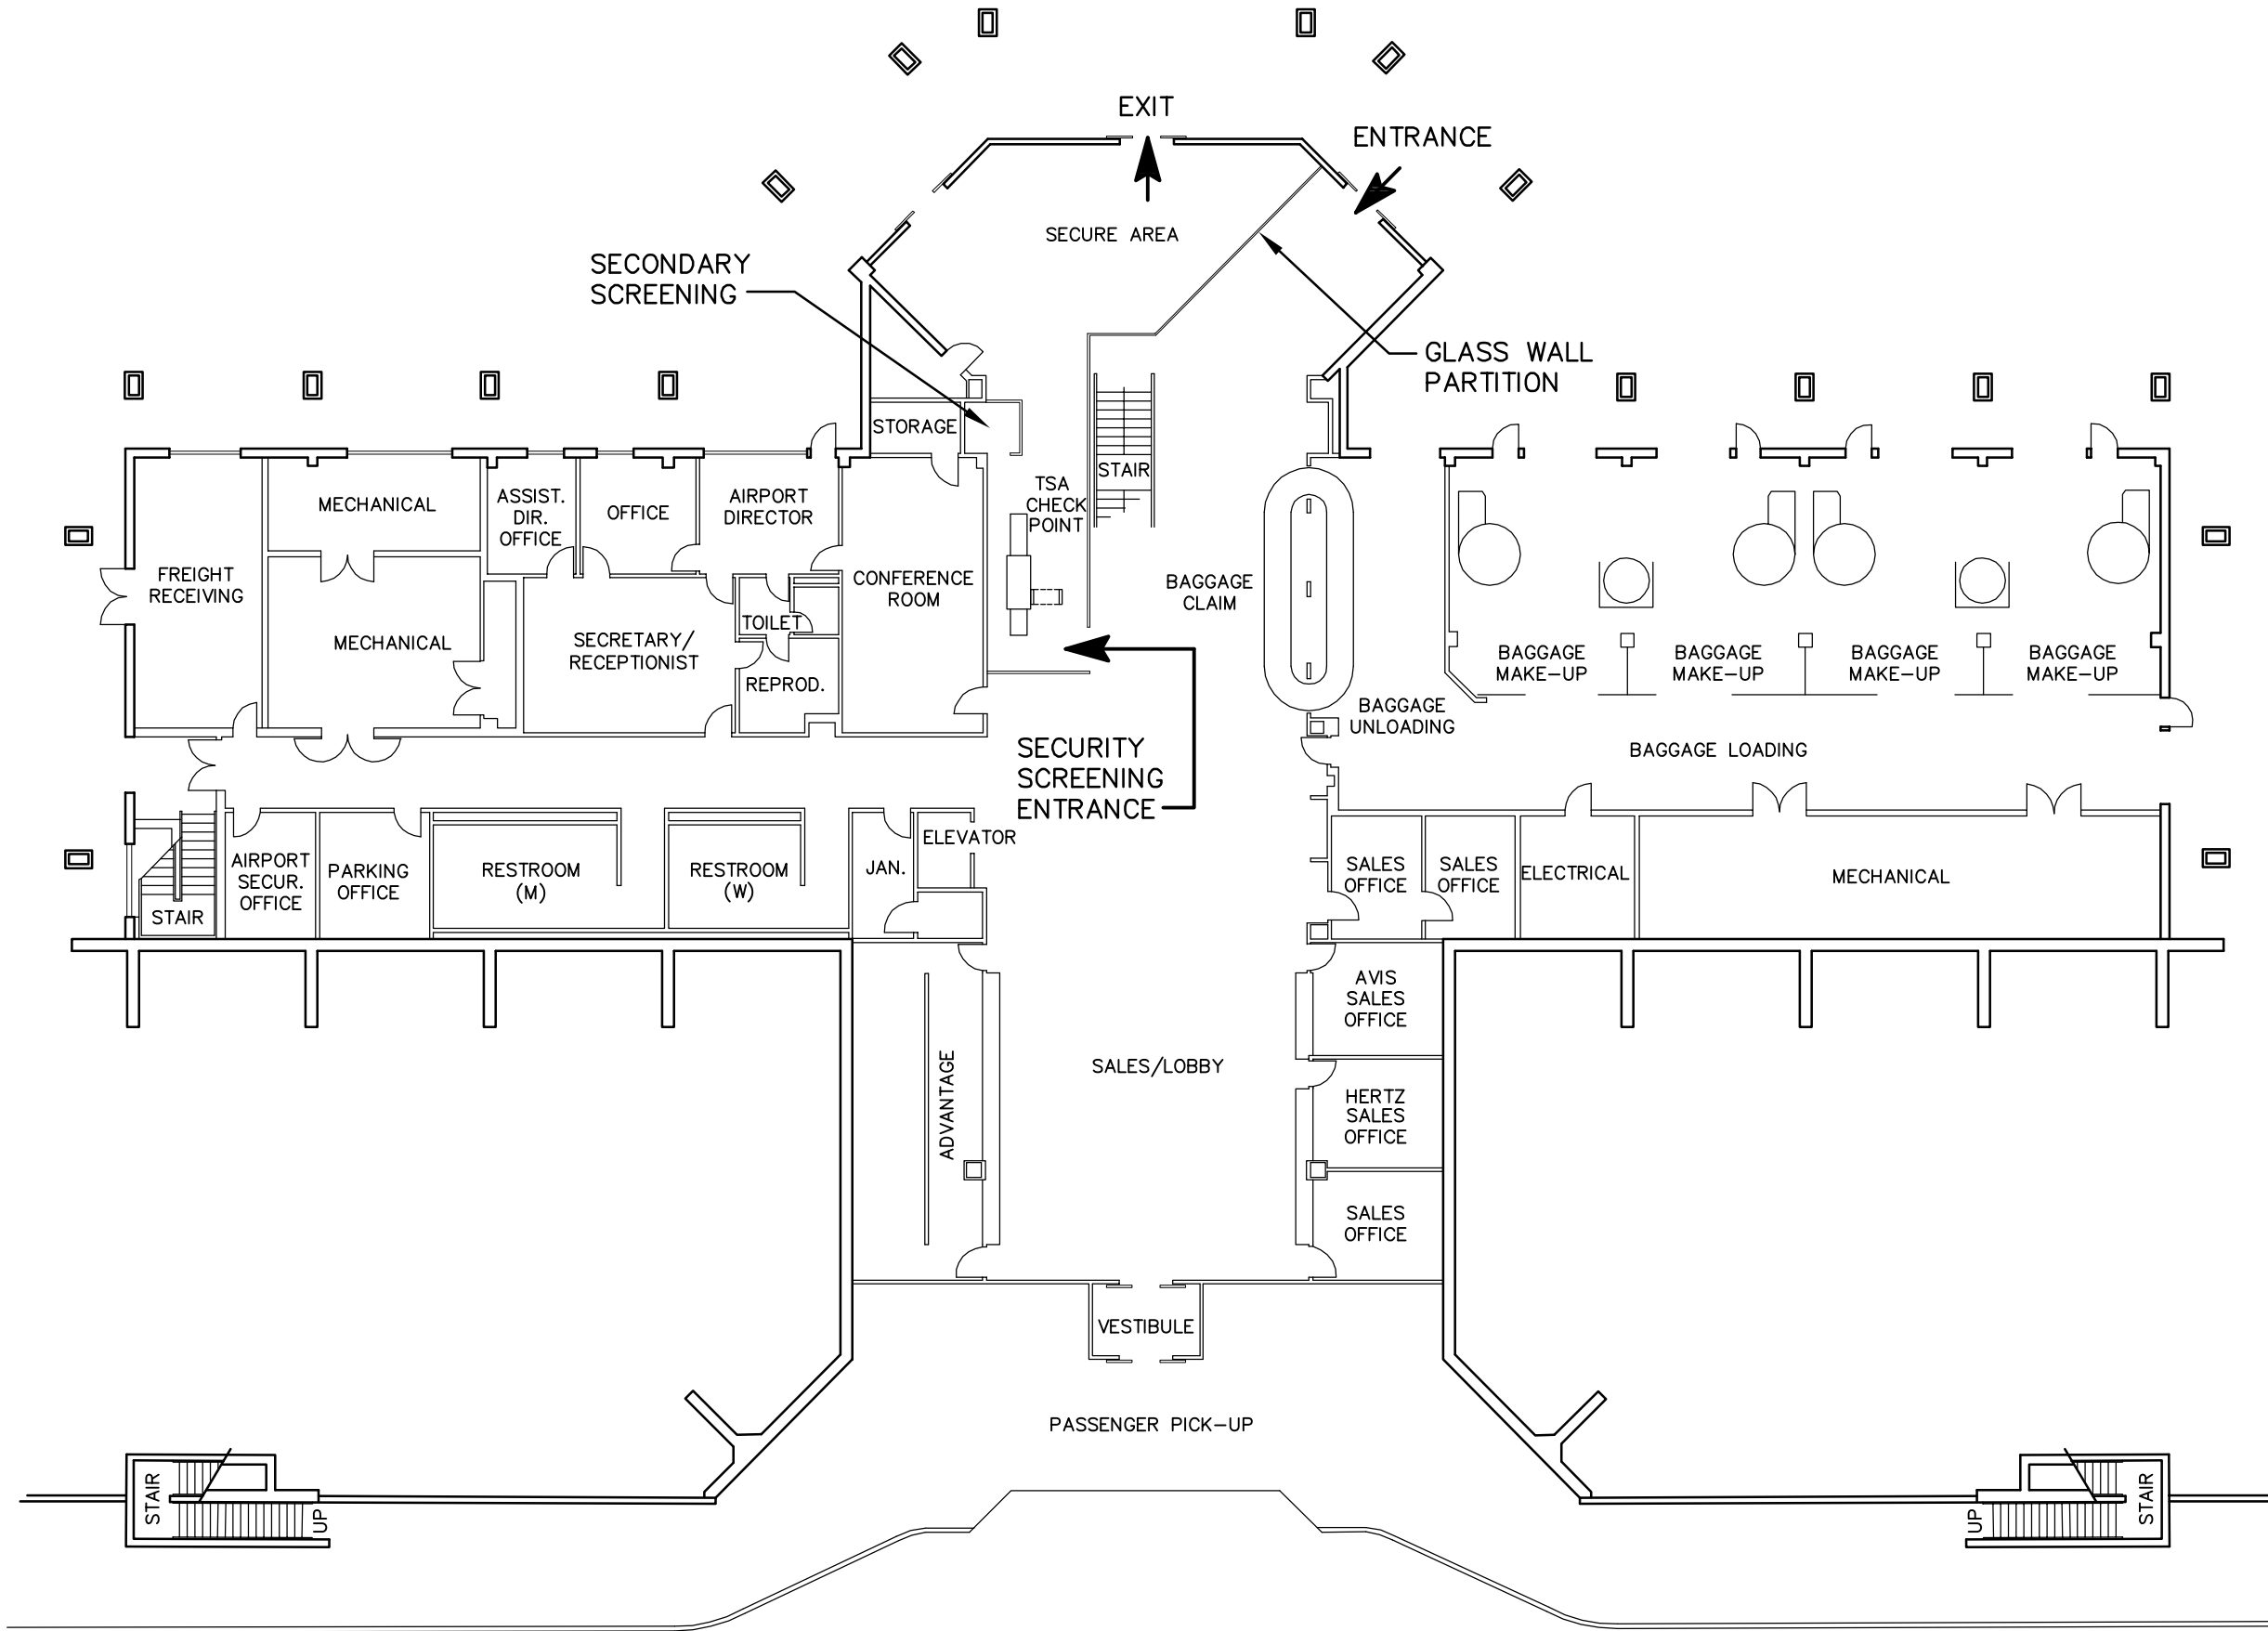 EXIT
ENTRANCE
SECURE AREA
SECONDARY
SCREENING
GLASS WALL
PARTITION
STORAGE
STAIR
TSA
CHECK
POINT
MECHANICAL
ASSIST.
DIR.
OFFICE
OFFICE
AIRPORT
DIRECTOR
FREIGHT
RECEIVING
CONFERENCE
ROOM
BAGGAGE
CLAIM
MECHANICAL
SECRETARY/
RECEPTIONIST
TOILET
REPROD.
BAGGAGE
MAKE-UP
BAGGAGE
MAKE-UP
BAGGAGE
MAKE-UP
BAGGAGE
MAKE-UP
BAGGAGE
UNLOADING
BAGGAGE LOADING
SECURITY
SCREENING
ENTRANCE
STAIR
AIRPORT
SECUR.
OFFICE
PARKING
OFFICE
RESTROOM
(M)
RESTROOM
(W)
JAN.
ELEVATOR
SALES
OFFICE
SALES
OFFICE
ELECTRICAL
MECHANICAL
AVIS
SALES
OFFICE
ADVANTAGE
SALES/LOBBY
HERTZ
SALES
OFFICE
SALES
OFFICE
VESTIBULE
PASSENGER PICK-UP
STAIR
UP
UP
STAIR